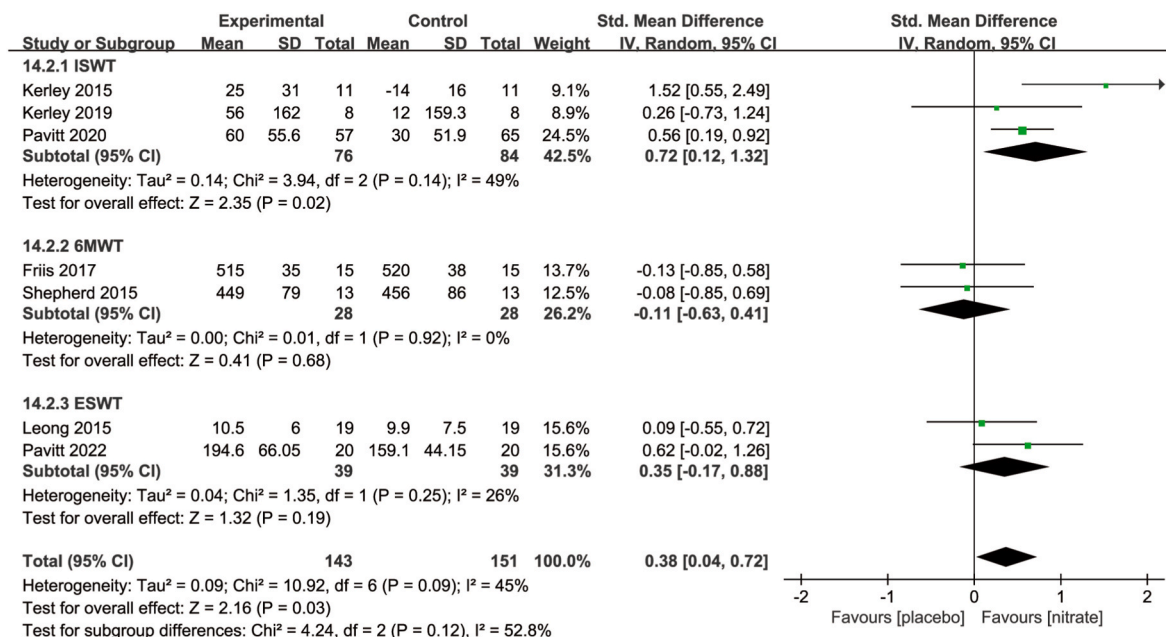 Experimental Control Std. Mean Difference Std. Mean Difference
Study or Subgroup Mean SD Total Mean SD Total Weight IV, Random, 95% CI IV, Random, 95% CI
14.2.1 ISWT
Kerley 2015 25 31 11 -14 16 11 9.1% 1.52 [0.55, 2.49]
Kerley 2019 56 162 8 12 159.3 8 8.9% 0.26 [-0.73, 1.24]
Pavitt 2020 60 55.6 57 30 51.9 65 24.5% 0.56 [0.19, 0.92]
Subtotal (95% CI) 76 84 42.5% 0.72 [0.12, 1.32]
Heterogeneity: Tau² = 0.14; Chi² = 3.94, df = 2 (P = 0.14); I² = 49%
Test for overall effect: Z = 2.35 (P = 0.02)
14.2.2 6MWT
Friis 2017 515 35 15 520 38 15 13.7% -0.13 [-0.85, 0.58]
Shepherd 2015 449 79 13 456 86 13 12.5% -0.08 [-0.85, 0.69]
Subtotal (95% CI) 28 28 26.2% -0.11 [-0.63, 0.41]
Heterogeneity: Tau² = 0.00; Chi² = 0.01, df = 1 (P = 0.92); I² = 0%
Test for overall effect: Z = 0.41 (P = 0.68)
14.2.3 ESWT
Leong 2015 10.5 6 19 9.9 7.5 19 15.6% 0.09 [-0.55, 0.72]
Pavitt 2022 194.6 66.05 20 159.1 44.15 20 15.6% 0.62 [-0.02, 1.26]
Subtotal (95% CI) 39 39 31.3% 0.35 [-0.17, 0.88]
Heterogeneity: Tau² = 0.04; Chi² = 1.35, df = 1 (P = 0.25); I² = 26%
Test for overall effect: Z = 1.32 (P = 0.19)
Total (95% CI) 143 151 100.0% 0.38 [0.04, 0.72]
Heterogeneity: Tau² = 0.09; Chi² = 10.92, df = 6 (P = 0.09); I² = 45%
Test for overall effect: Z = 2.16 (P = 0.03)
Test for subgroup differences: Chi² = 4.24, df = 2 (P = 0.12), I² = 52.8%
-2 -1 0 1 2
Favours [placebo] Favours [nitrate]